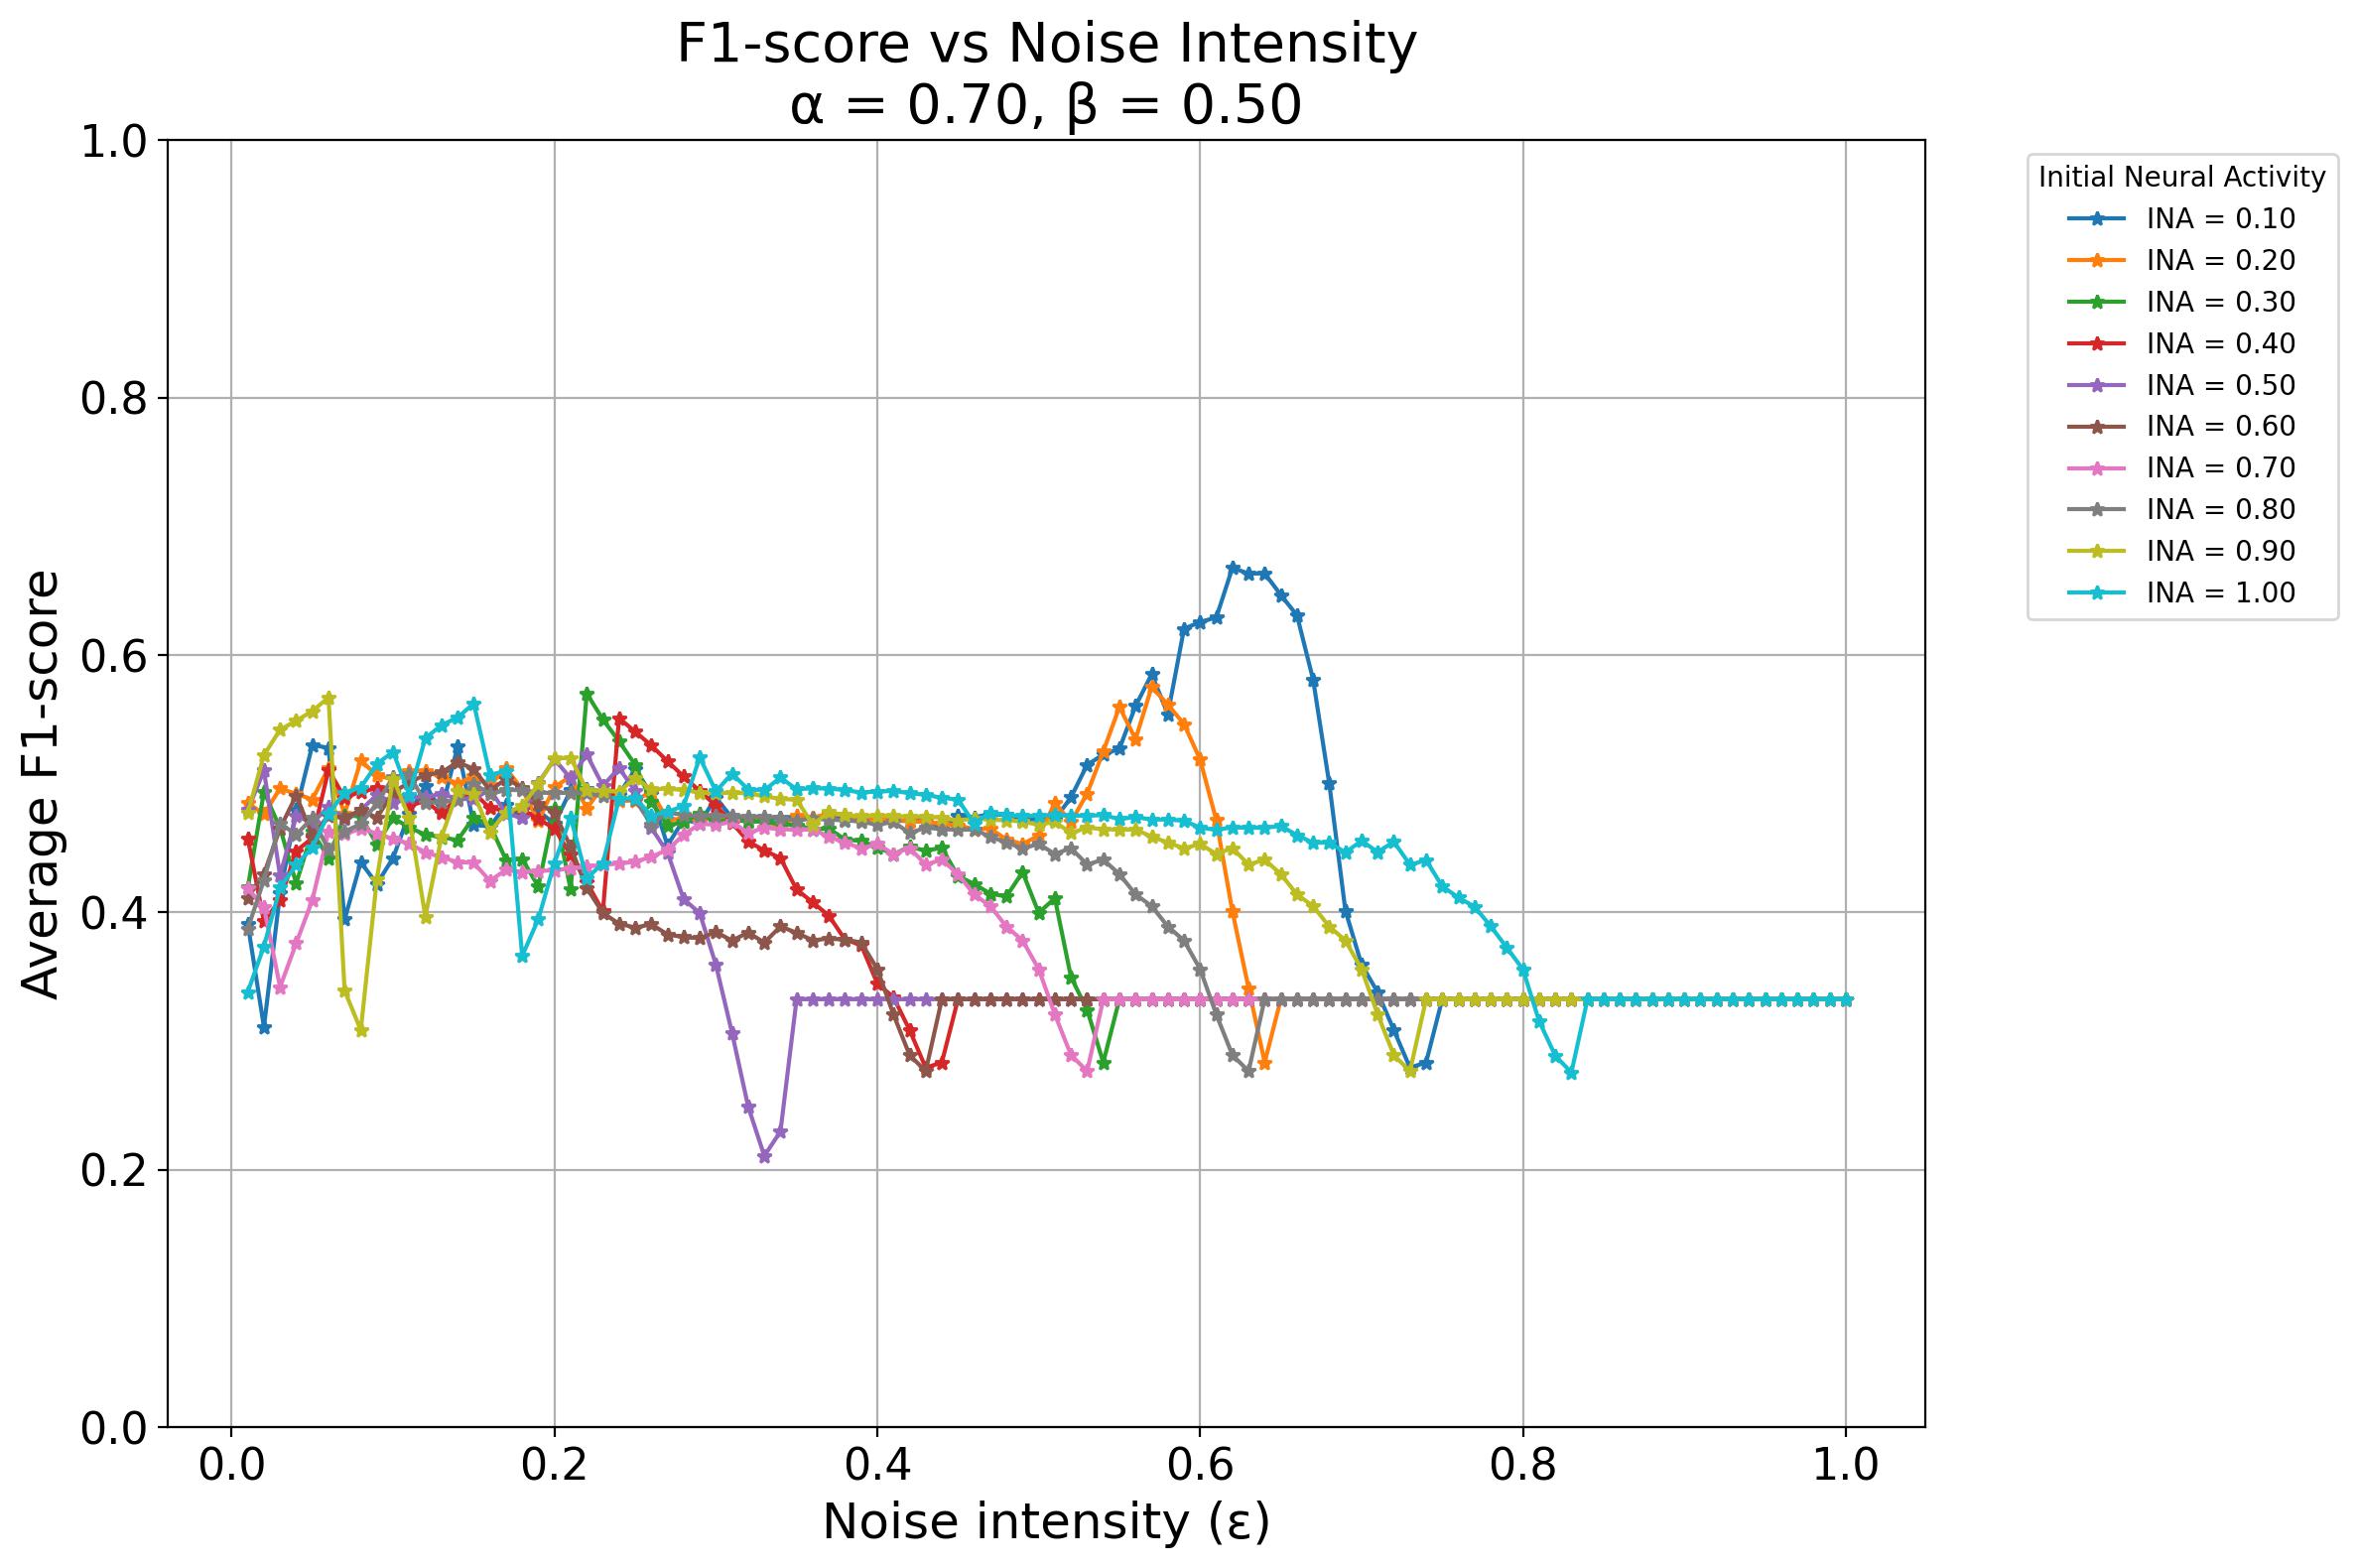 F1-score vs Noise Intensity
α = 0.70, β = 0.50
1.0
0.8
0.6
0.4
0.2
0.0
Average F1-score
0.0
0.2
0.4
0.6
0.8
1.0
Noise intensity (ε)
Initial Neural Activity
INA = 0.10
INA = 0.20
INA = 0.30
INA = 0.40
INA = 0.50
INA = 0.60
INA = 0.70
INA = 0.80
INA = 0.90
INA = 1.00